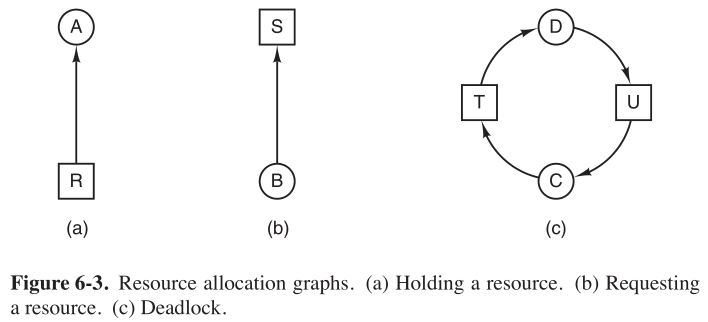 A
S
D
T
U
R
B
C
(a)
(b)
(c)
Figure 6-3. Resource allocation graphs. (a) Holding a resource. (b) Requesting
a resource. (c) Deadlock.